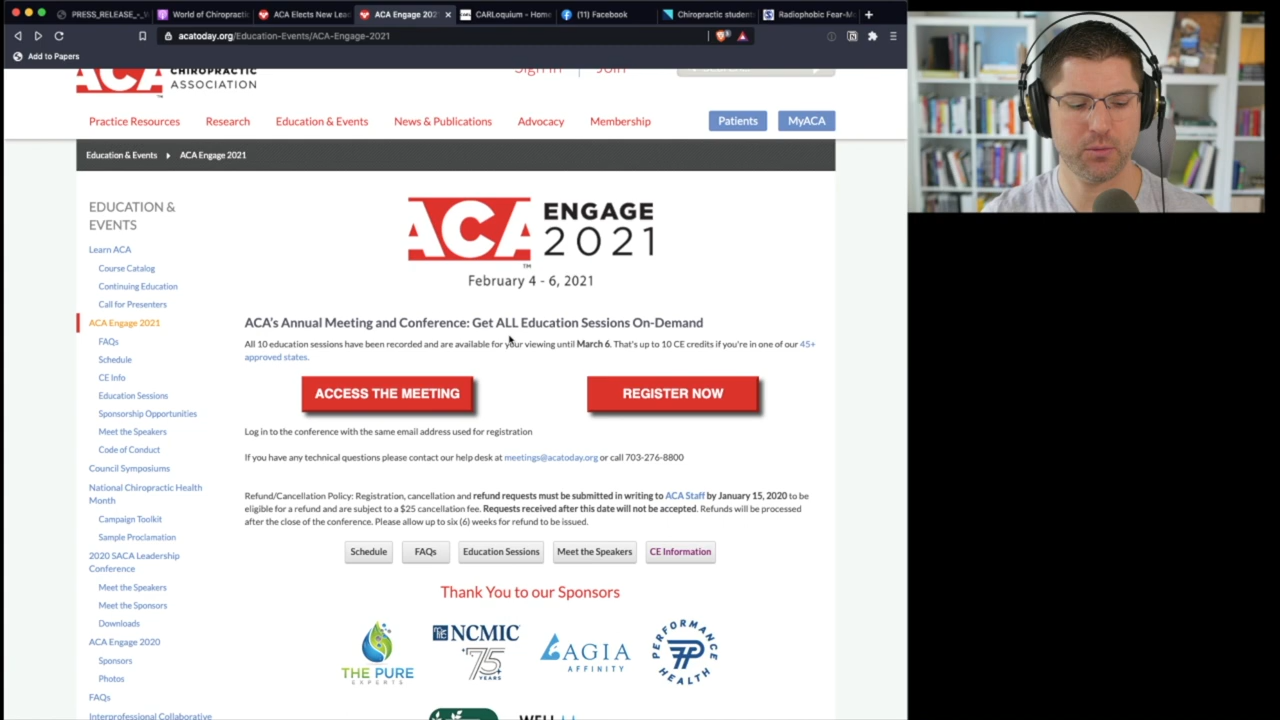 PRESS_RELEASE_-_
World of Chiropractic
ACA Elects New Lead
ACA Engage 202
CARLoquium - Home
(11) Facebook
Chiropractic student
Radiophobic Fear-Mo
acatoday.org/Education-Events/ACA-Engage-2021
Add to Papers
ACA
CHIROPRACTIC
ASSOCIATION
Sign In | Join
Practice Resources
Research
Education & Events
News & Publications
Advocacy
Membership
Patients
MyACA
Education & Events
ACA Engage 2021
EDUCATION &
EVENTS
Learn ACA
Course Catalog
Continuing Education
Call for Presenters
ACA Engage 2021
FAQs
Schedule
CE Info
Education Sessions
Sponsorship Opportunities
Meet the Speakers
Code of Conduct
Council Symposiums
National Chiropractic Health
Month
Campaign Toolkit
Sample Proclamation
2020 SACA Leadership
Conference
Meet the Speakers
Meet the Sponsors
Downloads
ACA Engage 2020
Sponsors
Photos
FAQs
Interprofessional Collaborative
ACA ENGAGE
2021
TM
February 4 - 6, 2021
ACA's Annual Meeting and Conference: Get ALL Education Sessions On-Demand
All 10 education sessions have been recorded and are available for your viewing until March 6. That's up to 10 CE credits if you're in one of our 45+
approved states.
ACCESS THE MEETING
REGISTER NOW
Log in to the conference with the same email address used for registration
If you have any technical questions please contact our help desk at meetings@acatoday.org or call 703-276-8800
Refund/Cancellation Policy: Registration, cancellation and refund requests must be submitted in writing to ACA Staff by January 15, 2020 to be
eligible for a refund and are subject to a $25 cancellation fee. Requests received after this date will not be accepted. Refunds will be processed
after the close of the conference. Please allow up to six (6) weeks for refund to be issued.
Schedule
FAQs
Education Sessions
Meet the Speakers
CE Information
Thank You to our Sponsors
THE PURE
EXPERTS
NCMIC
75
YEARS
AGIA
AFFINITY
PERFORMANCE
HEALTH